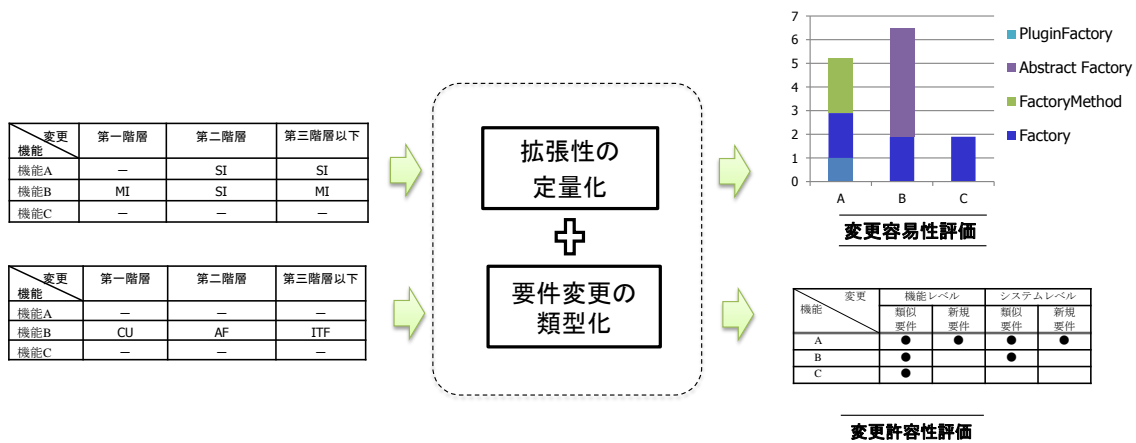 変更
機能
第一階層 第二階層 第三階層以下
機能A － SI SI
機能B MI SI MI
機能C － － －
変更
機能
第一階層 第二階層 第三階層以下
機能A － － －
機能B CU AF ITF
機能C － － －
拡張性の
定量化
要件変更の
類型化
7
6
5
4
3
2
1
0
A B C
PluginFactory
Abstract Factory
FactoryMethod
Factory
変更容易性評価
変更
機能
機能レベル システムレベル
類似 新規 類似 新規
要件 要件 要件 要件
A ● ● ● ●
B ● ●
C ●
変更許容性評価